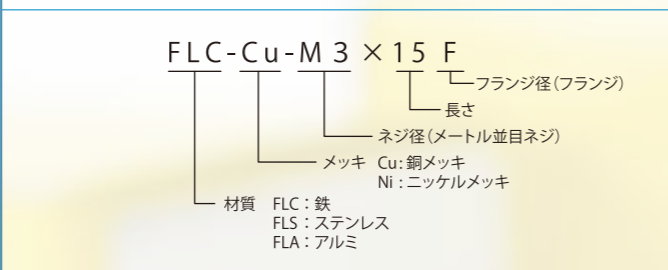 FLC-Cu-M3×15F
フランジ径(フランジ)
長さ
ネジ径(メートル並目ネジ)
メッキ Cu:銅メッキ
Ni:ニッケルメッキ
材質 FLC:鉄
FLS:ステンレス
FLA:アルミ